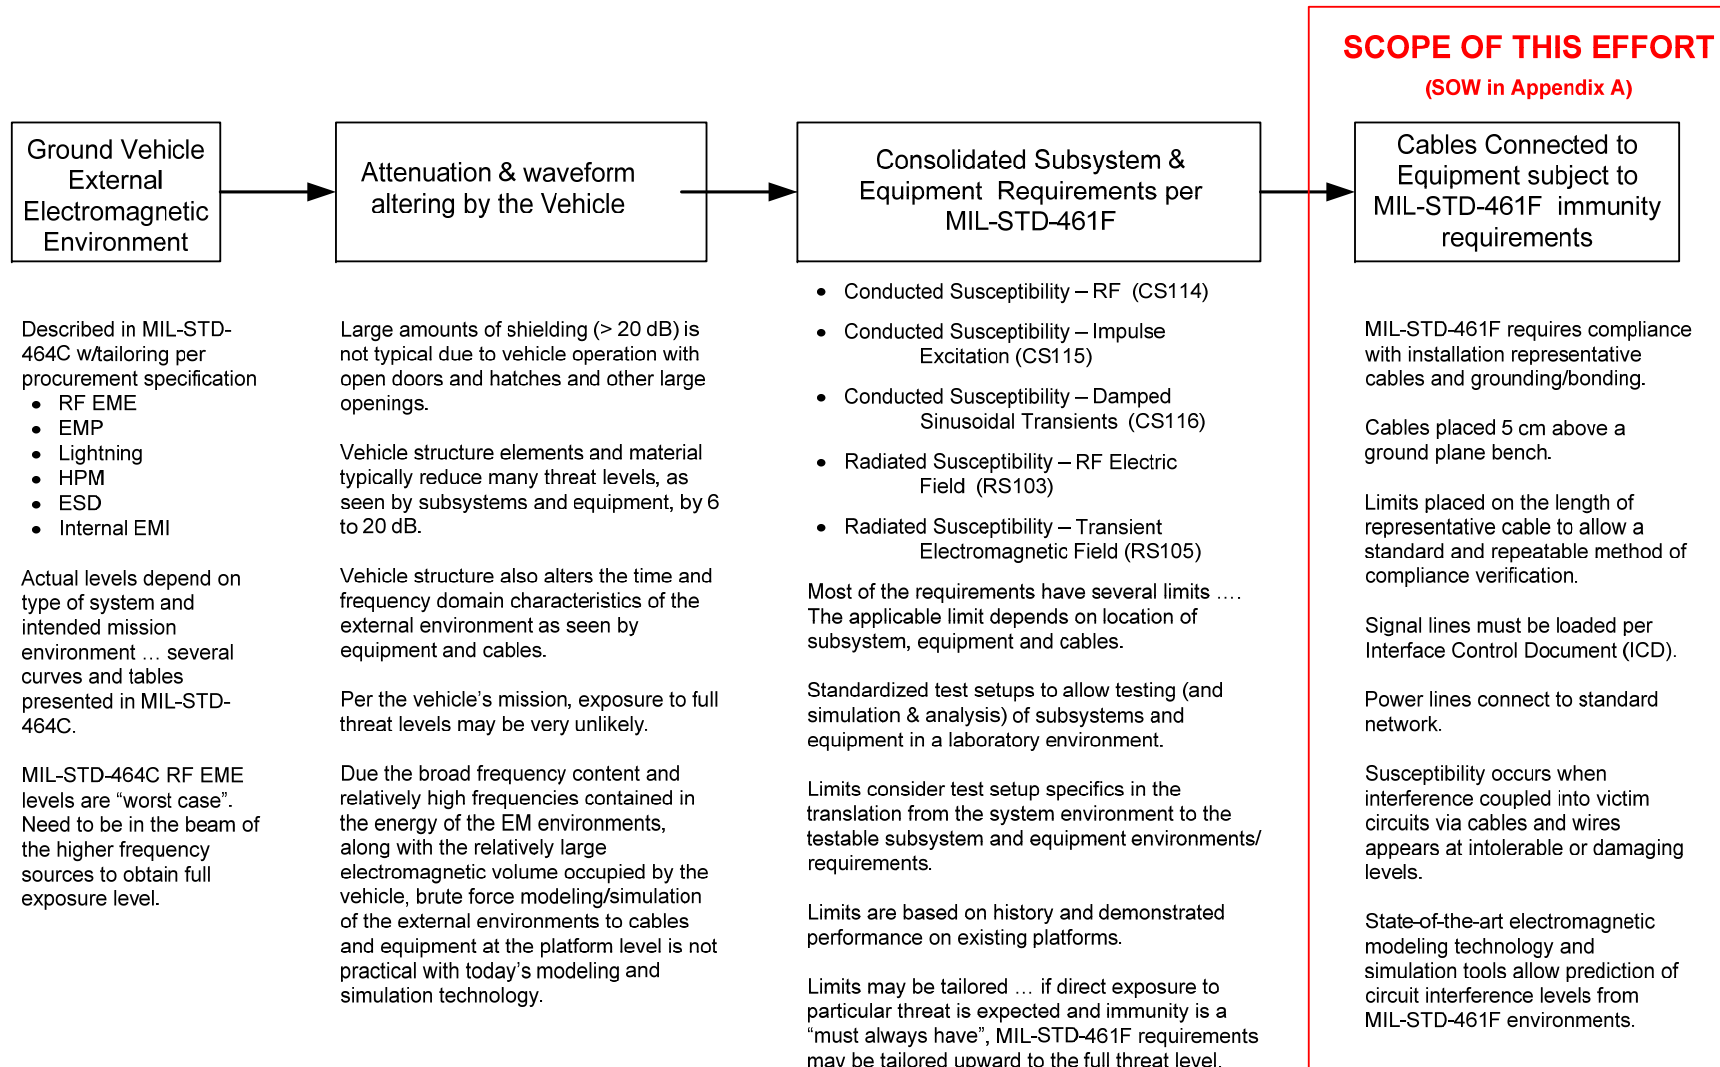 SCOPE OF THIS EFFORT
(SOW in Appendix A)
Ground Vehicle
External
Electromagnetic
Environment
Attenuation & waveform
altering by the Vehicle
Consolidated Subsystem &
Equipment Requirements per
MIL-STD-461F
Cables Connected to
Equipment subject to
MIL-STD-461F immunity
requirements
Described in MIL-STD-
464C w/tailoring per
procurement specification
• RF EME
• EMP
• Lightning
• HPM
• ESD
• Internal EMI
Actual levels depend on
type of system and
intended mission
environment … several
curves and tables
presented in MIL-STD-
464C.
MIL-STD-464C RF EME
levels are “worst case”.
Need to be in the beam of
the higher frequency
sources to obtain full
exposure level.
Large amounts of shielding (> 20 dB) is
not typical due to vehicle operation with
open doors and hatches and other large
openings.
Vehicle structure elements and material
typically reduce many threat levels, as
seen by subsystems and equipment, by 6
to 20 dB.
Vehicle structure also alters the time and
frequency domain characteristics of the
external environment as seen by
equipment and cables.
Per the vehicle’s mission, exposure to full
threat levels may be very unlikely.
Due the broad frequency content and
relatively high frequencies contained in
the energy of the EM environments,
along with the relatively large
electromagnetic volume occupied by the
vehicle, brute force modeling/simulation
of the external environments to cables
and equipment at the platform level is not
practical with today’s modeling and
simulation technology.
• Conducted Susceptibility – RF (CS114)
• Conducted Susceptibility – Impulse
Excitation (CS115)
• Conducted Susceptibility – Damped
Sinusoidal Transients (CS116)
• Radiated Susceptibility – RF Electric
Field (RS103)
• Radiated Susceptibility – Transient
Electromagnetic Field (RS105)
Most of the requirements have several limits ….
The applicable limit depends on location of
subsystem, equipment and cables.
Standardized test setups to allow testing (and
simulation & analysis) of subsystems and
equipment in a laboratory environment.
Limits consider test setup specifics in the
translation from the system environment to the
testable subsystem and equipment environments/
requirements.
Limits are based on history and demonstrated
performance on existing platforms.
Limits may be tailored … if direct exposure to
particular threat is expected and immunity is a
“must always have”, MIL-STD-461F requirements
may be tailored upward to the full threat level.
MIL-STD-461F requires compliance
with installation representative
cables and grounding/bonding.
Cables placed 5 cm above a
ground plane bench.
Limits placed on the length of
representative cable to allow a
standard and repeatable method of
compliance verification.
Signal lines must be loaded per
Interface Control Document (ICD).
Power lines connect to standard
network.
Susceptibility occurs when
interference coupled into victim
circuits via cables and wires
appears at intolerable or damaging
levels.
State-of-the-art electromagnetic
modeling technology and
simulation tools allow prediction of
circuit interference levels from
MIL-STD-461F environments.